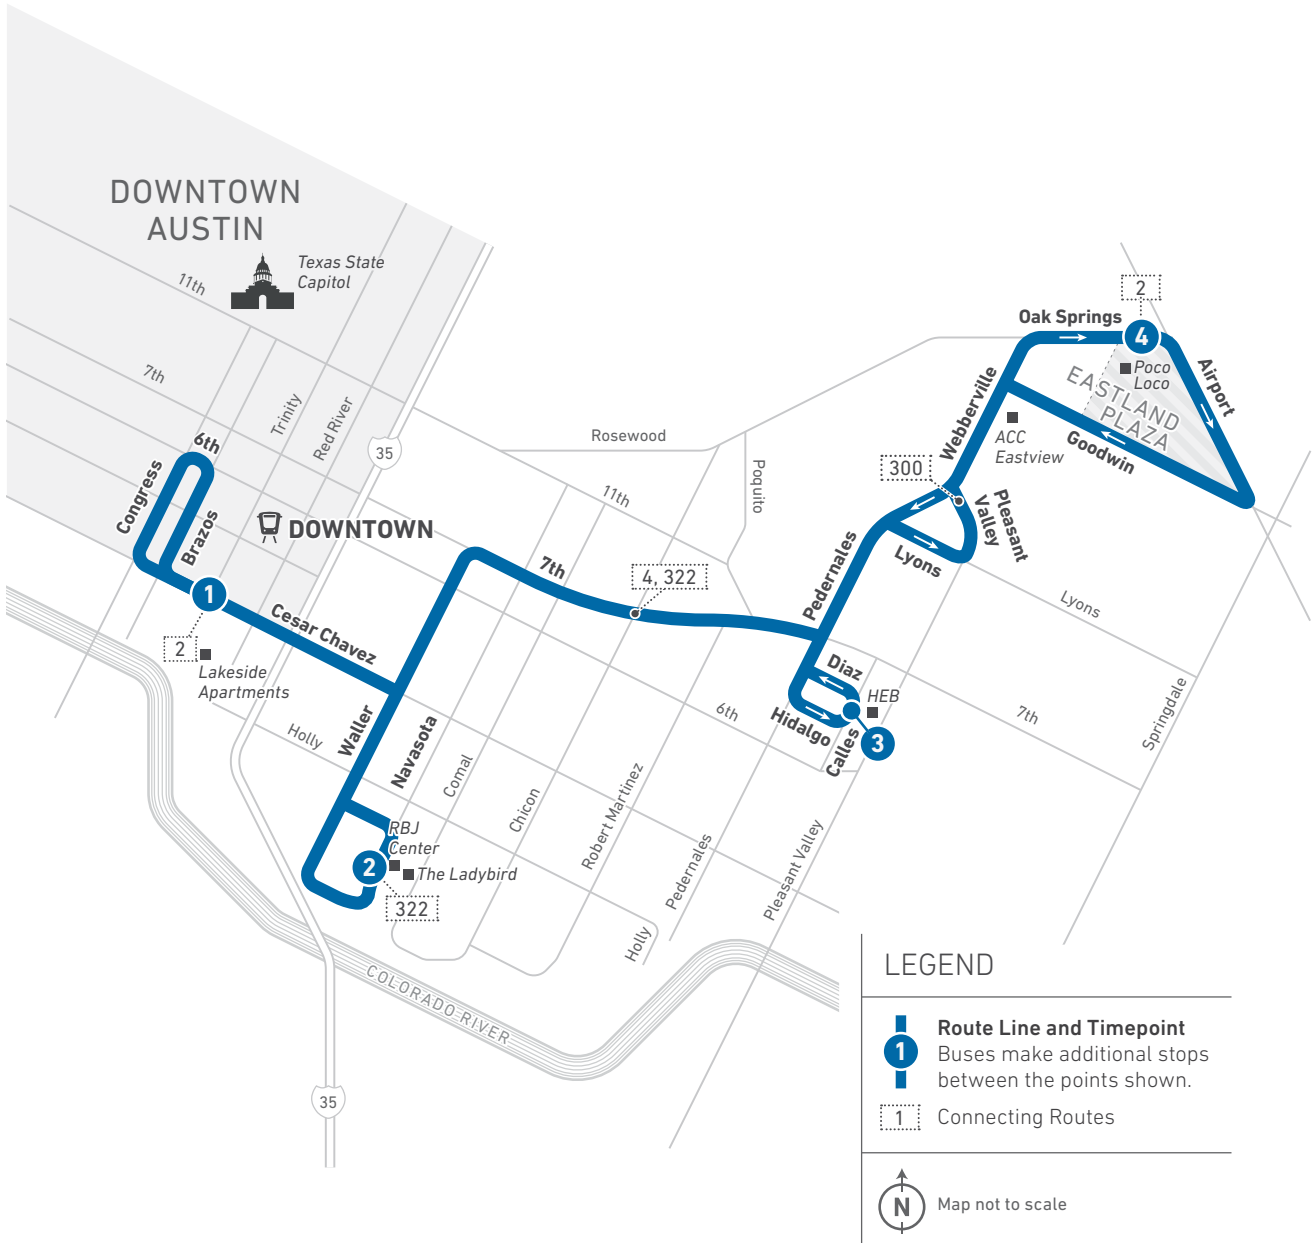 DOWNTOWN
AUSTIN
Texas State
Capitol
11th
7th
Trinity
Red River
35
6th
Congress
Brazos
DOWNTOWN
1
2
Cesar Chavez
Lakeside
Apartments
Holly
Waller
Navasota
Comal
Chicon
Robert Martinez
RBJ
Center
The Ladybird
2
322
7th
4, 322
11th
Rosewood
Poquito
Pedernales
6th
Diaz
Hidalgo
Calles
HEB
3
7th
Lyons
Lyons
300
Pleasant
Valley
Webberville
ACC
Eastview
Oak Springs
2
4
Poco
Loco
EASTLAND
PLAZA
Airport
Goodwin
Springdale
Pedernales
Pleasant Valley
Holly
COLORADO RIVER
35
LEGEND
1
Route Line and Timepoint
Buses make additional stops
between the points shown.
1
Connecting Routes
N
Map not to scale